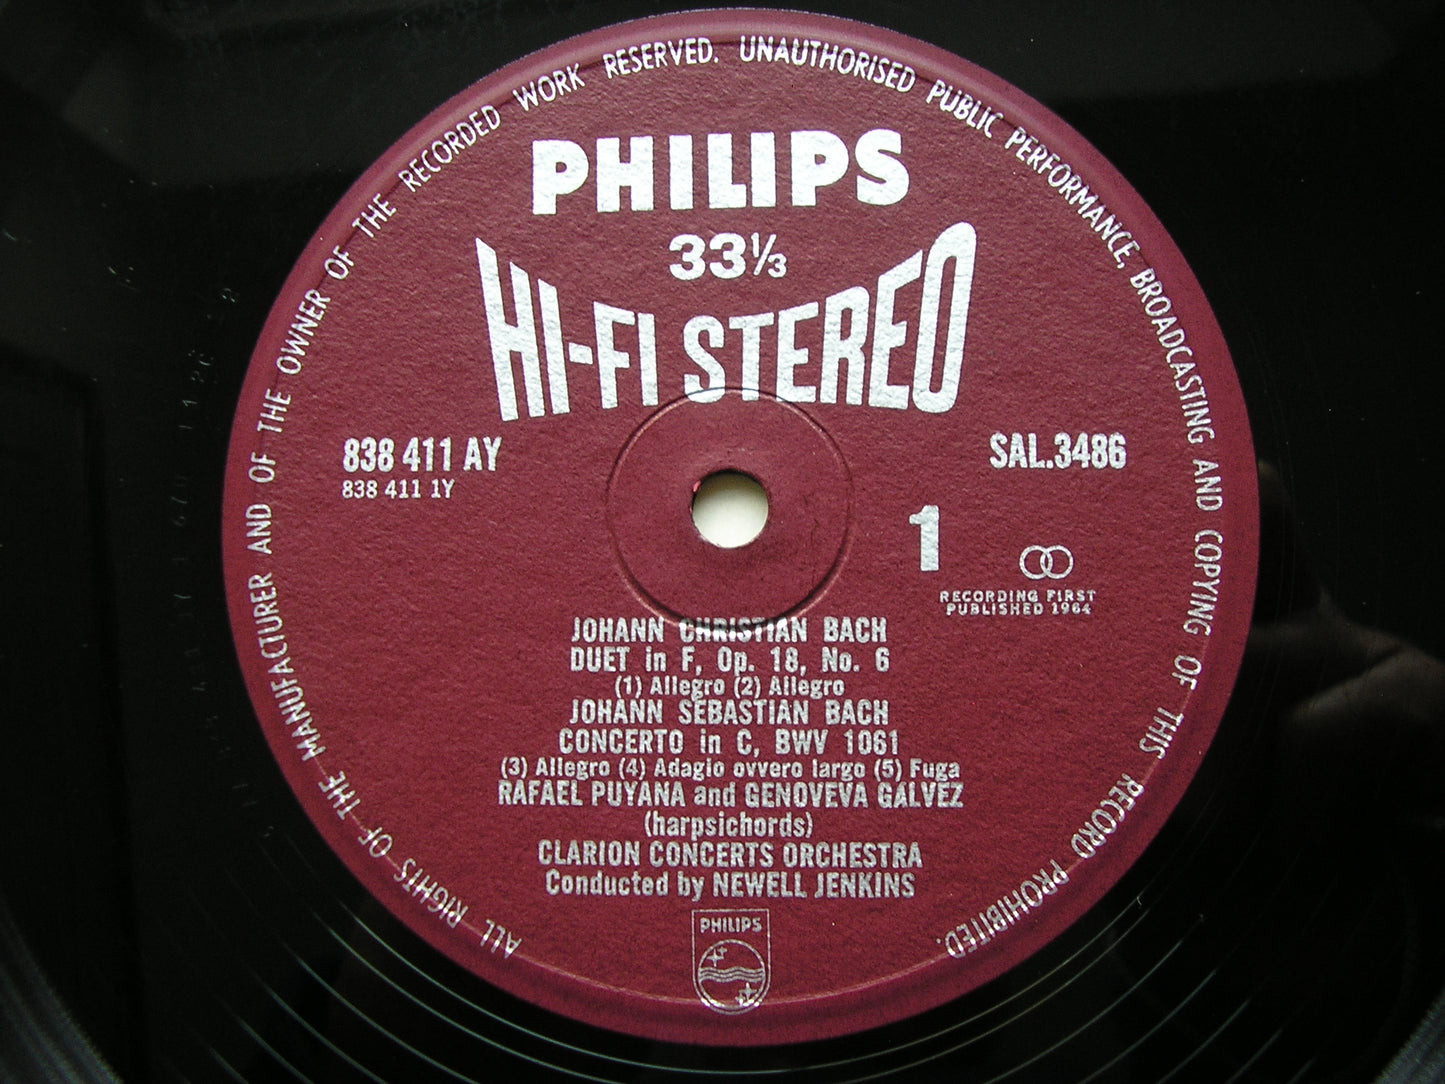 ALL RIGHTS OF THE MANUFACTURER AND OF THE OWNER OF THE RECORDED WORK RESERVED. UNAUTHORISED PUBLIC PERFORMANCE, BROADCASTING AND COPYING OF THIS RECORD PROHIBITED.
PHILIPS
33⅓
HI-FI STEREO
838 411 AY
838 411 1Y
SAL.3486
1
RECORDING FIRST
PUBLISHED 1964
JOHANN CHRISTIAN BACH
DUET in F, Op. 18, No. 6
(1) Allegro (2) Allegro
JOHANN SEBASTIAN BACH
CONCERTO in C, BWV 1061
(3) Allegro (4) Adagio ovvero largo (5) Fuga
RAFAEL PUYANA and GENOVEVA GALVEZ
(harpsichords)
CLARION CONCERTS ORCHESTRA
Conducted by NEWELL JENKINS
PHILIPS